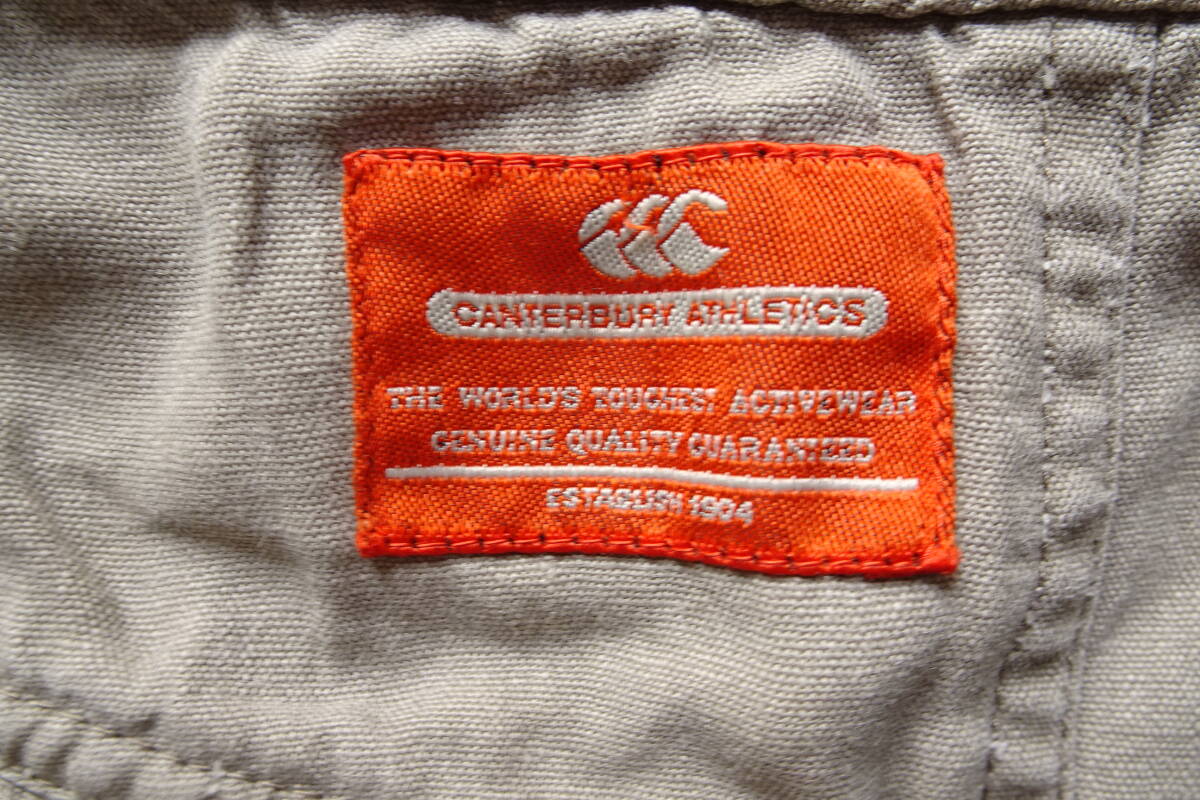 CANTERBURY ATHLETICS
THE WORLD'S TOUGHEST ACTIVEWEAR
GENUINE QUALITY GUARANTEED
ESTABLISH 1904